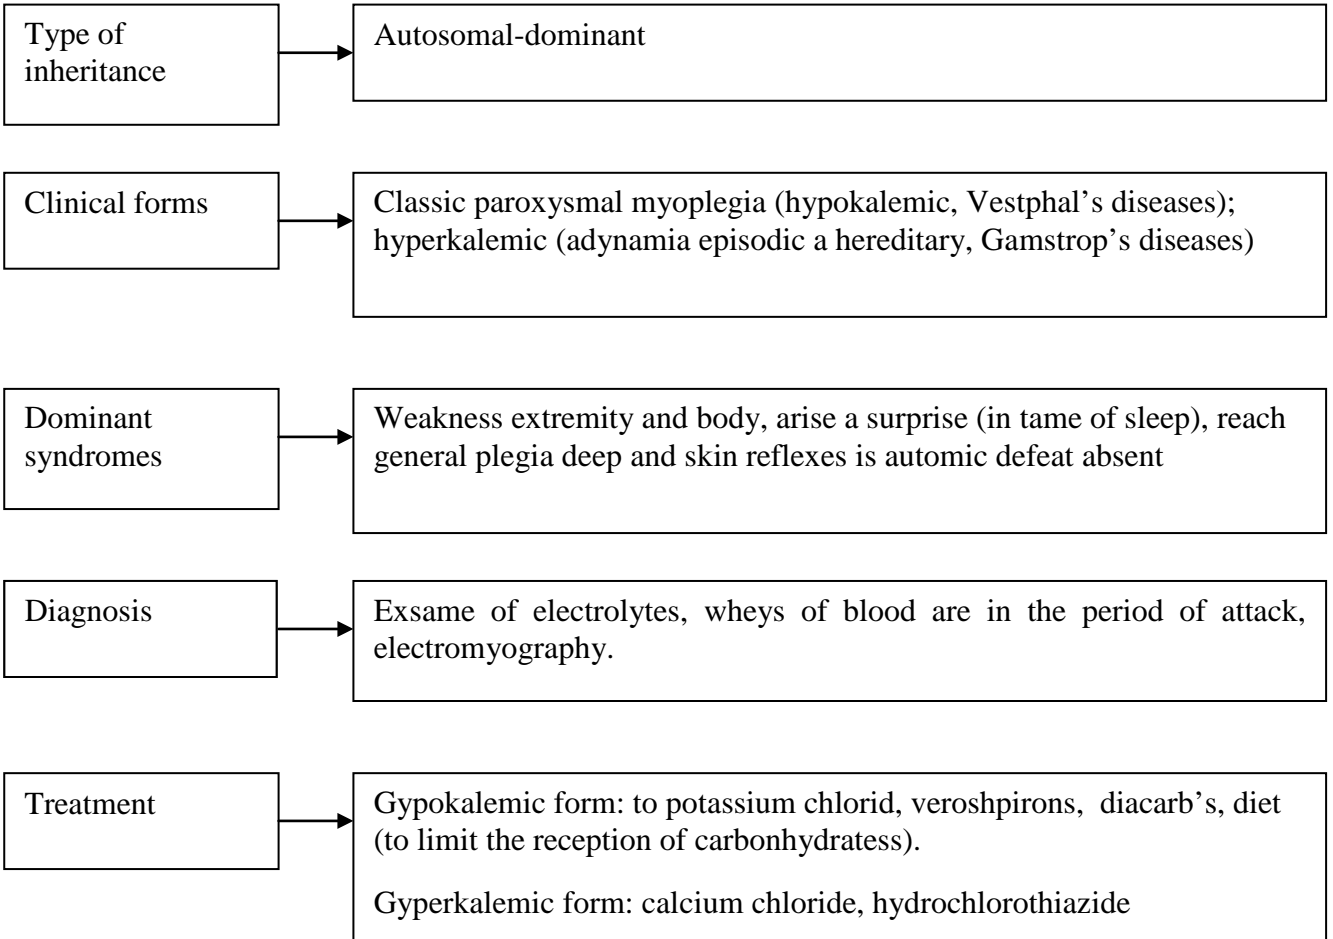 Type of
inheritance
Autosomal-dominant
Clinical forms
Classic paroxysmal myoplegia (hypokalemic, Vestphal’s diseases);
hyperkalemic (adynamia episodic a hereditary, Gamstrop’s diseases)
Dominant
syndromes
Weakness extremity and body, arise a surprise (in tame of sleep), reach
general plegia deep and skin reflexes is automic defeat absent
Diagnosis
Exsame of electrolytes, wheys of blood are in the period of attack,
electromyography.
Treatment
Gypokalemic form: to potassium chlorid, veroshpirons, diacarb’s, diet
(to limit the reception of carbonhydratess).
Gyperkalemic form: calcium chloride, hydrochlorothiazide